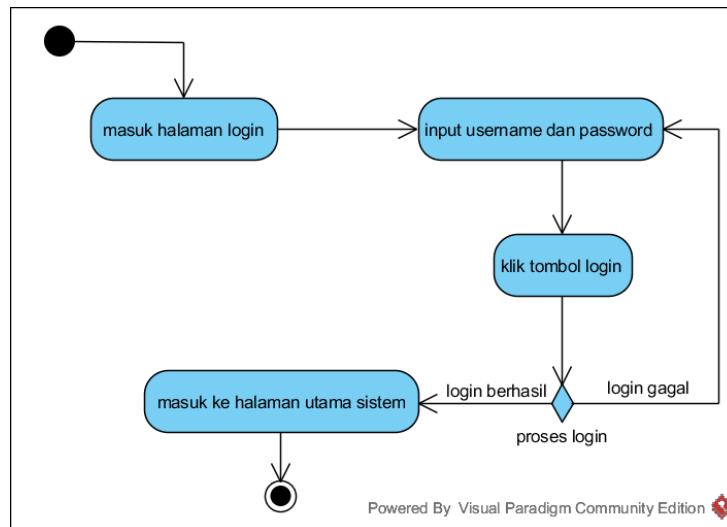 masuk halaman login
input username dan password
klik tombol login
login berhasil
login gagal
masuk ke halaman utama sistem
proses login
Powered By Visual Paradigm Community Edition